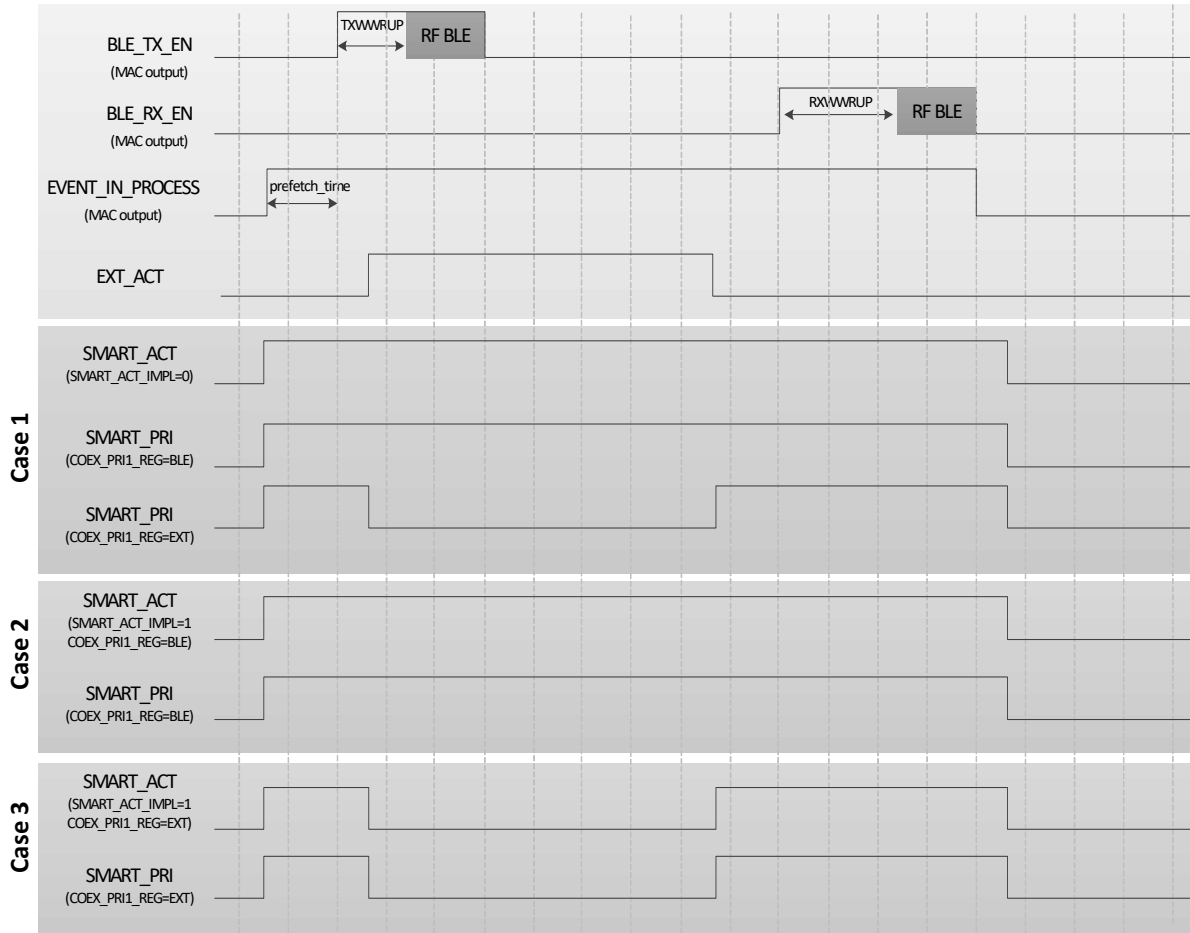 BLE_TX_EN
(MAC output)
TXWWRUP
RF BLE
BLE_RX_EN
(MAC output)
RXWWRUP
RF BLE
EVENT_IN_PROCESS
(MAC output)
prefetch_time
EXT_ACT
Case 1
SMART_ACT
(SMART_ACT_IMPL=0)
SMART_PRI
(COEX_PRI1_REG=BLE)
SMART_PRI
(COEX_PRI1_REG=EXT)
Case 2
SMART_ACT
(SMART_ACT_IMPL=1
COEX_PRI1_REG=BLE)
SMART_PRI
(COEX_PRI1_REG=BLE)
Case 3
SMART_ACT
(SMART_ACT_IMPL=1
COEX_PRI1_REG=EXT)
SMART_PRI
(COEX_PRI1_REG=EXT)